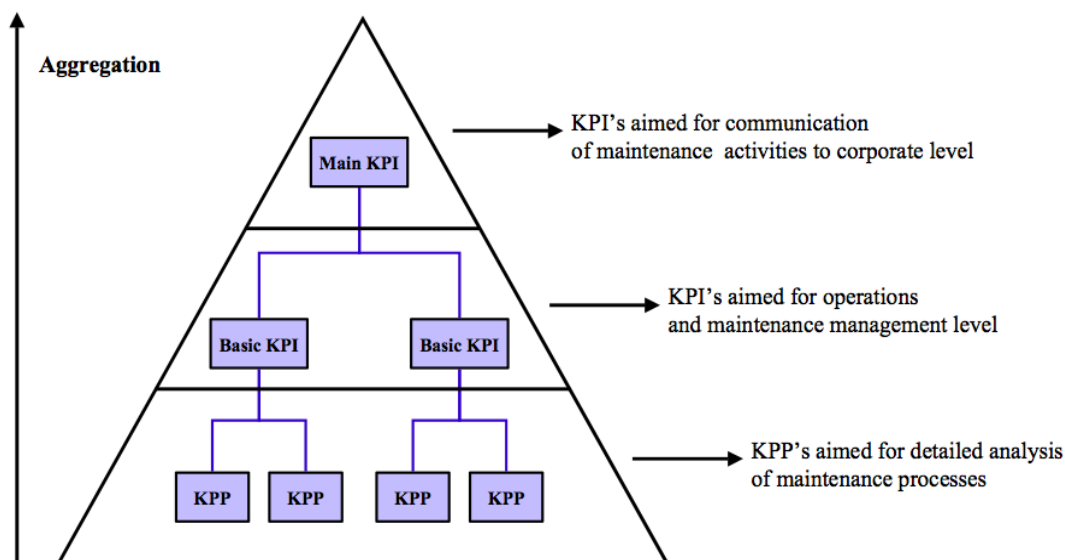 Aggregation
KPI's aimed for communication
of maintenance activities to corporate level
Main KPI
KPI's aimed for operations
and maintenance management level
Basic KPI
Basic KPI
KPP's aimed for detailed analysis
of maintenance processes
KPP
KPP
KPP
KPP